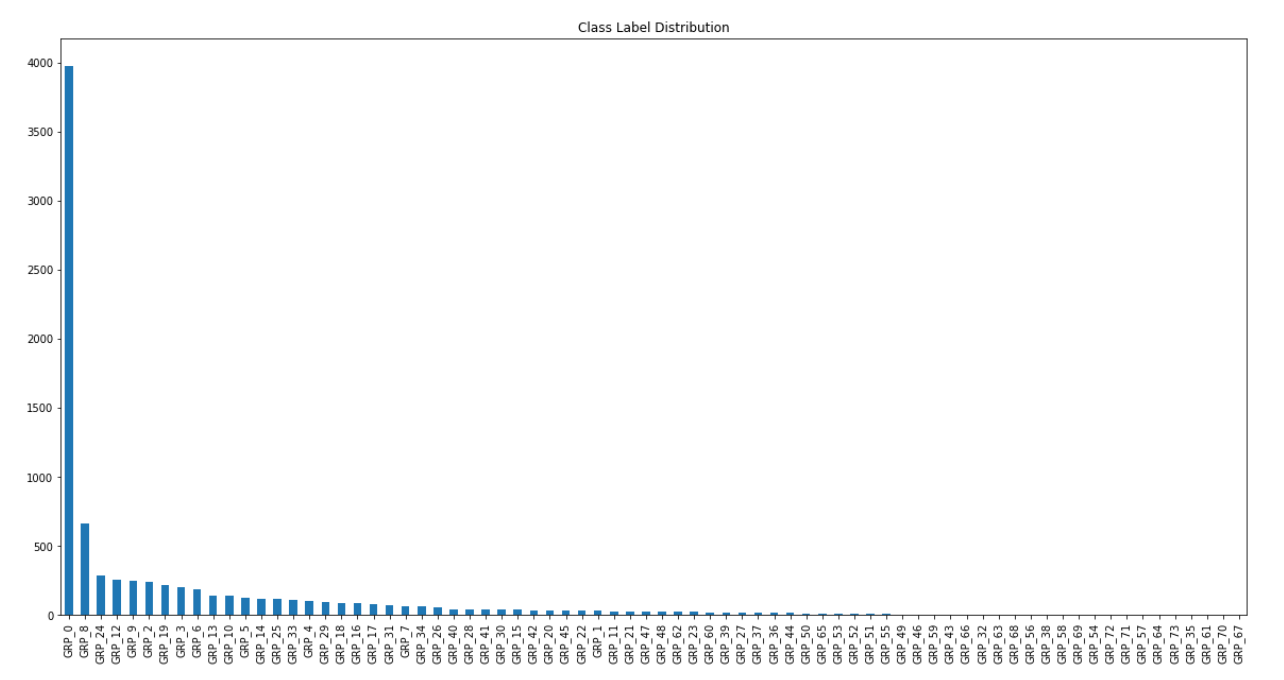 Class Label Distribution
4000
3500
3000
2500
2000
1500
1000
500
0
GRP_0
GRP_8
GRP_24
GRP_12
GRP_9
GRP_2
GRP_19
GRP_3
GRP_6
GRP_13
GRP_10
GRP_5
GRP_14
GRP_25
GRP_33
GRP_4
GRP_29
GRP_18
GRP_16
GRP_17
GRP_31
GRP_7
GRP_34
GRP_26
GRP_40
GRP_28
GRP_41
GRP_30
GRP_15
GRP_42
GRP_20
GRP_45
GRP_22
GRP_1
GRP_11
GRP_21
GRP_47
GRP_48
GRP_62
GRP_23
GRP_60
GRP_39
GRP_27
GRP_37
GRP_36
GRP_44
GRP_50
GRP_65
GRP_53
GRP_52
GRP_51
GRP_55
GRP_49
GRP_46
GRP_59
GRP_43
GRP_66
GRP_32
GRP_63
GRP_68
GRP_56
GRP_38
GRP_58
GRP_69
GRP_54
GRP_72
GRP_71
GRP_57
GRP_64
GRP_73
GRP_35
GRP_61
GRP_70
GRP_67